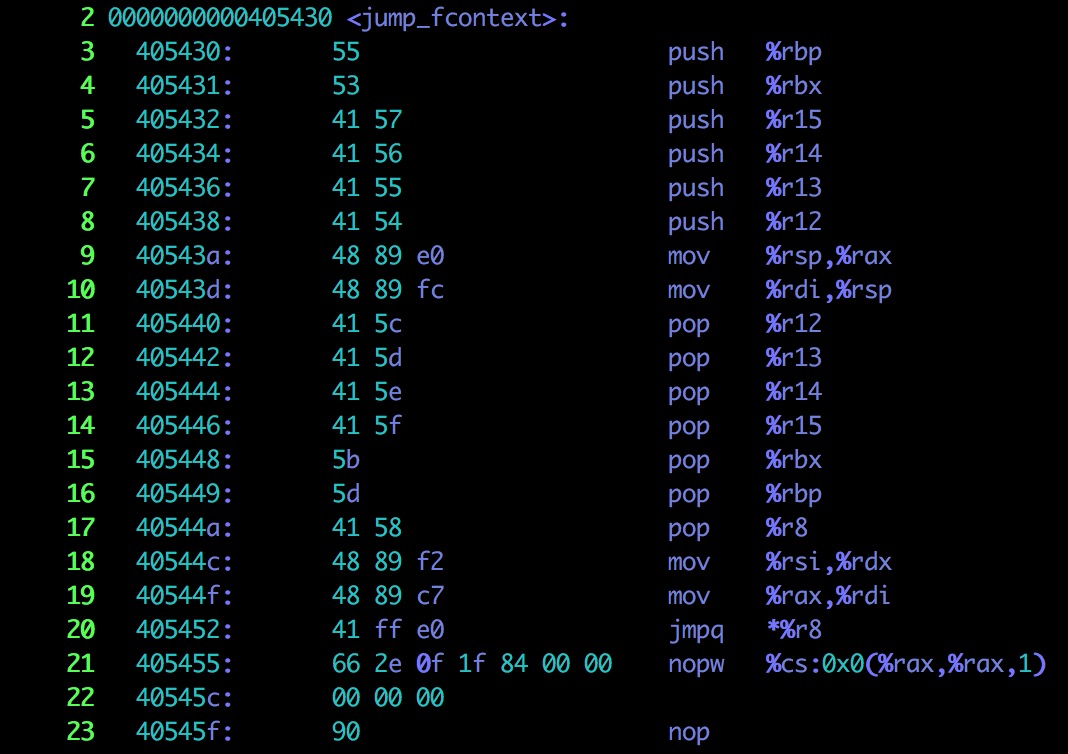 2 0000000000405430 <jump_fcontext>:
3 405430: 55 push %rbp
4 405431: 53 push %rbx
5 405432: 41 57 push %r15
6 405434: 41 56 push %r14
7 405436: 41 55 push %r13
8 405438: 41 54 push %r12
9 40543a: 48 89 e0 mov %rsp,%rax
10 40543d: 48 89 fc mov %rdi,%rsp
11 405440: 41 5c pop %r12
12 405442: 41 5d pop %r13
13 405444: 41 5e pop %r14
14 405446: 41 5f pop %r15
15 405448: 5b pop %rbx
16 405449: 5d pop %rbp
17 40544a: 41 58 pop %r8
18 40544c: 48 89 f2 mov %rsi,%rdx
19 40544f: 48 89 c7 mov %rax,%rdi
20 405452: 41 ff e0 jmpq *%r8
21 405455: 66 2e 0f 1f 84 00 00 nopw %cs:0x0(%rax,%rax,1)
22 40545c: 00 00 00
23 40545f: 90 nop